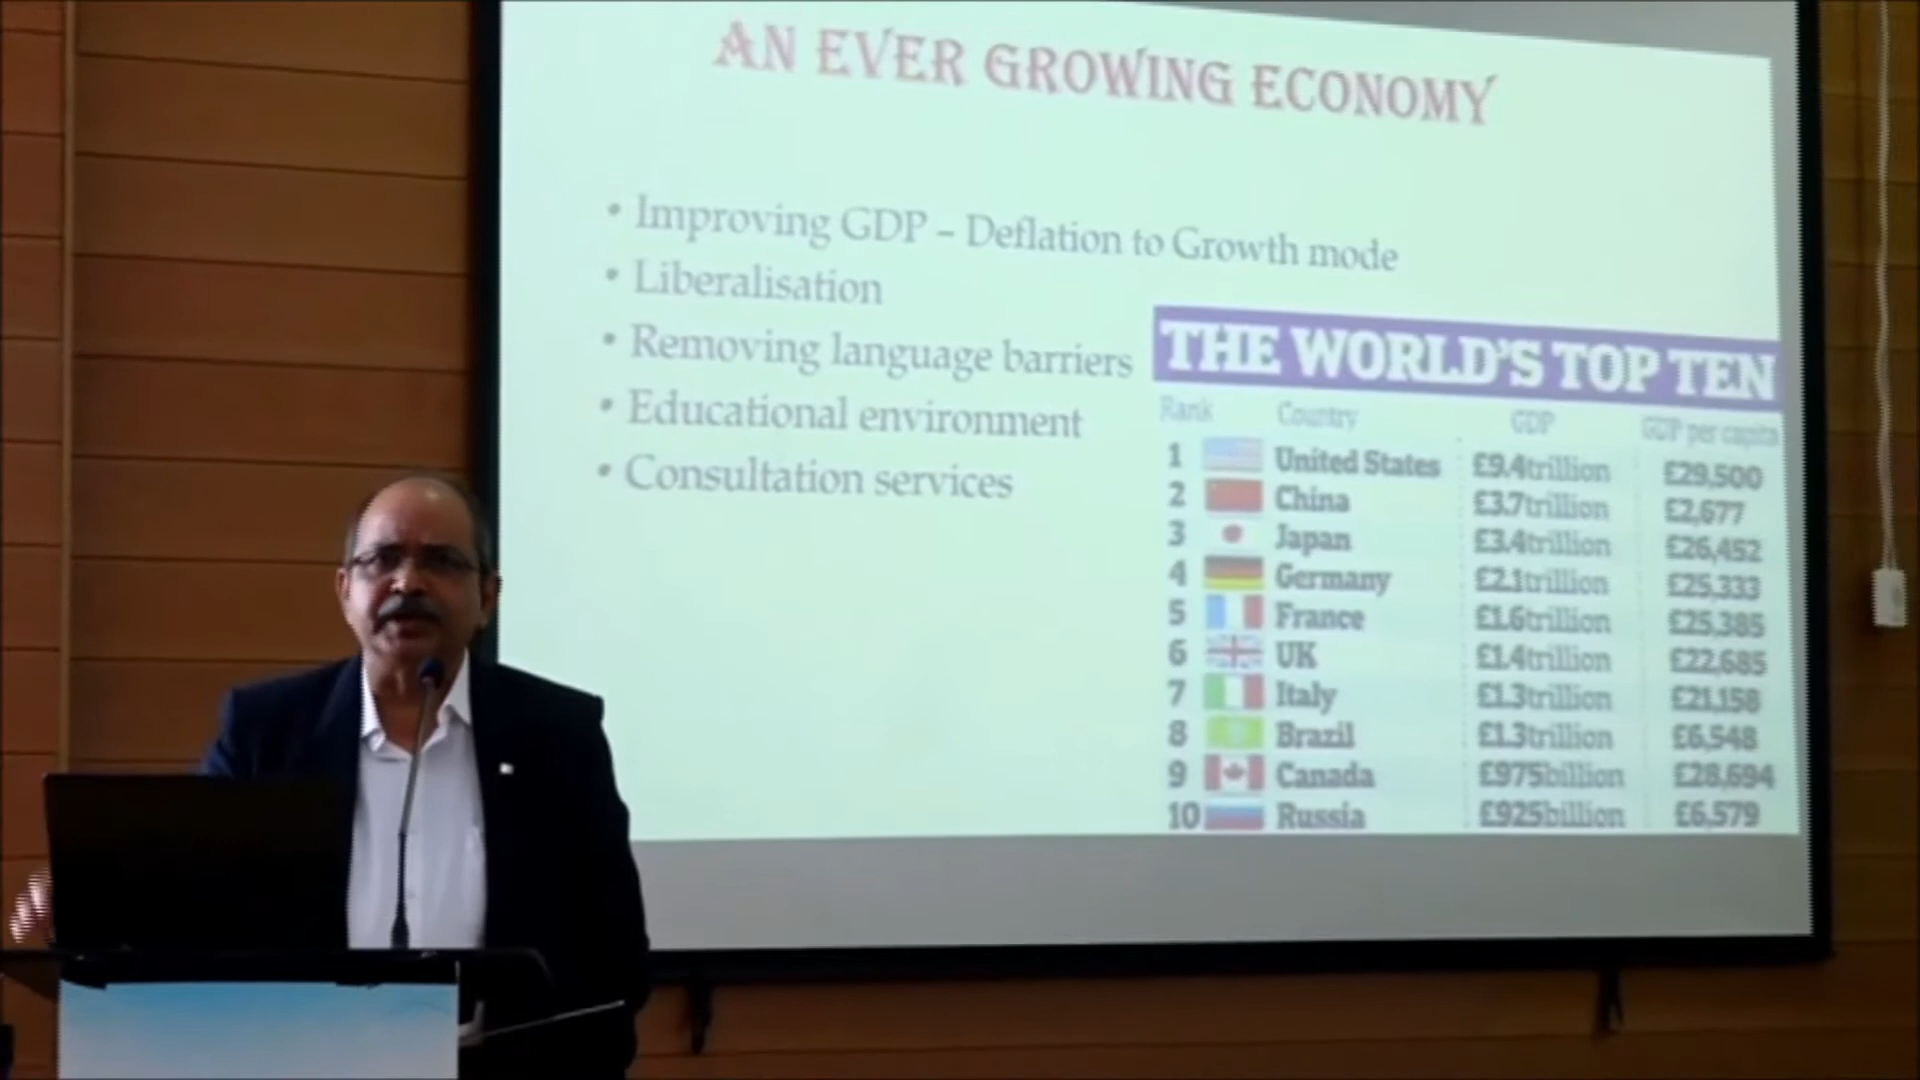 AN EVER GROWING ECONOMY
• Improving GDP – Deflation to Growth mode
• Liberalisation
• Removing language barriers
• Educational environment
• Consultation services
THE WORLD'S TOP TEN
Rank Country GDP GDP per capita
1 United States £9.4trillion £29,500
2 China £3.7trillion £2,677
3 Japan £3.4trillion £26,452
4 Germany £2.1trillion £25,333
5 France £1.6trillion £25,385
6 UK £1.4trillion £22,685
7 Italy £1.3trillion £21,158
8 Brazil £1.3trillion £6,548
9 Canada £975billion £28,694
10 Russia £925billion £6,579